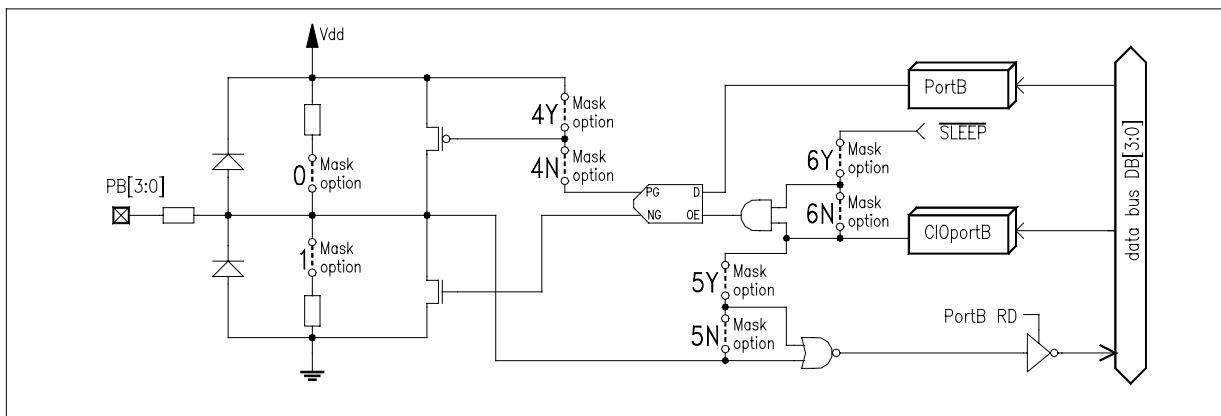 Vdd
PortB
4Y
Mask
option
SLEEP
4N
Mask
option
6Y
Mask
option
0
Mask
option
PB[3:0]
PG
D
NG
OE
6N
Mask
option
CIOportB
data bus DB[3:0]
1
Mask
option
5Y
Mask
option
5N
Mask
option
PortB RD